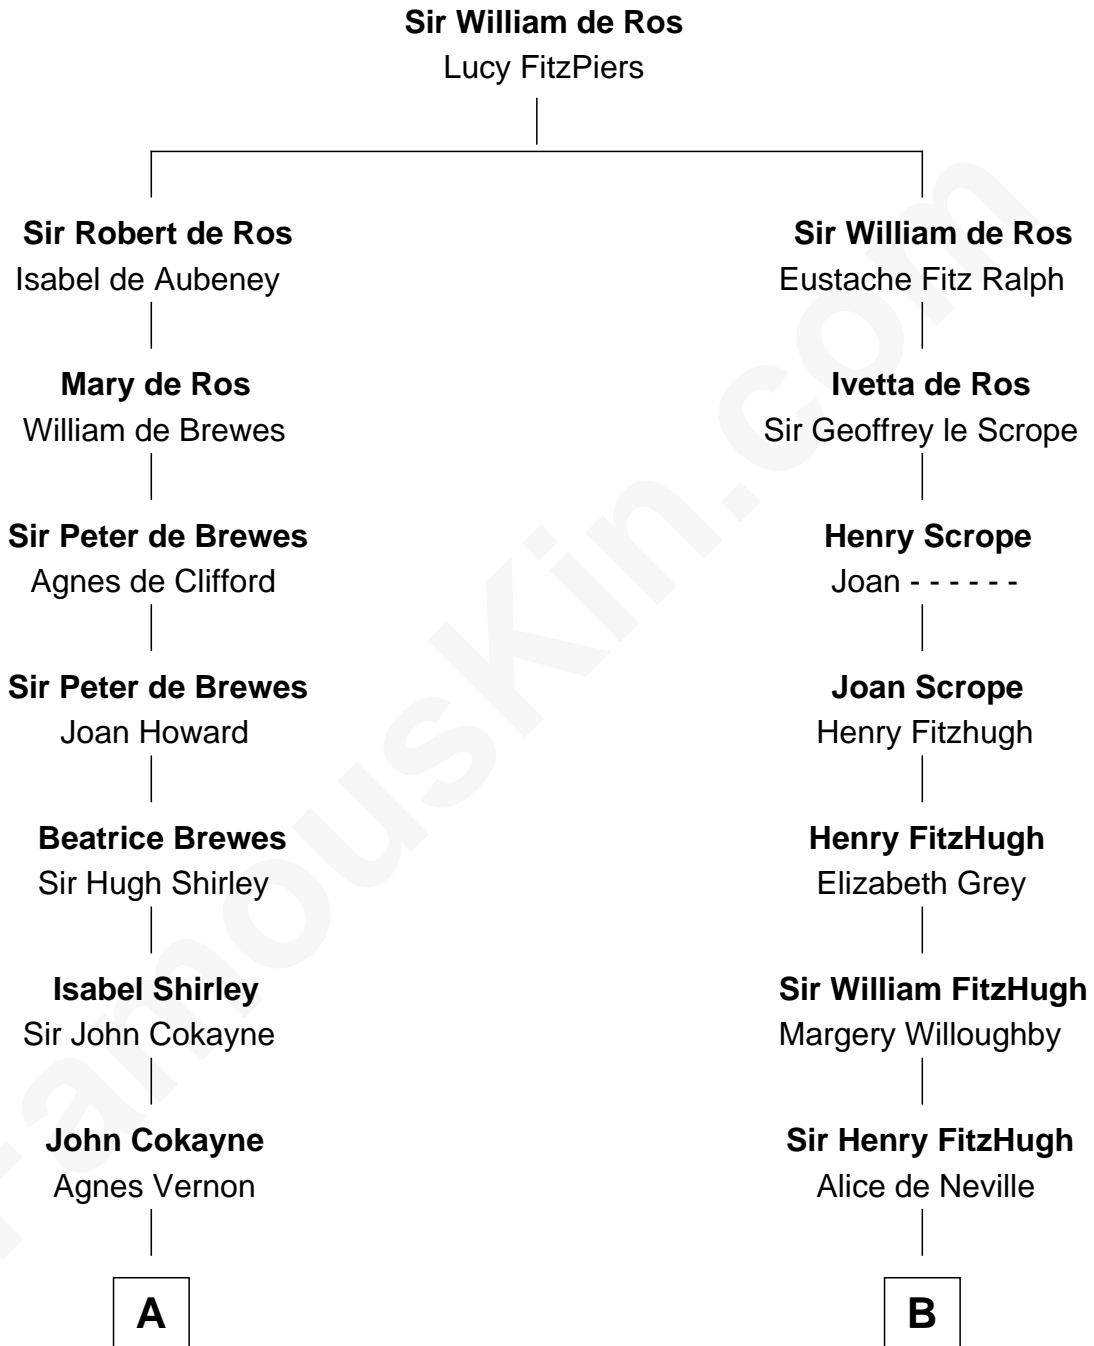 Sir William de Ros
Lucy FitzPiers
Sir Robert de Ros
Isabel de Aubeney
Mary de Ros
William de Brewes
Sir Peter de Brewes
Agnes de Clifford
Sir Peter de Brewes
Joan Howard
Beatrice Brewes
Sir Hugh Shirley
Isabel Shirley
Sir John Cokayne
John Cokayne
Agnes Vernon
A
Sir William de Ros
Eustache Fitz Ralph
Ivetta de Ros
Sir Geoffrey le Scrope
Henry Scrope
Joan - - - - - -
Joan Scrope
Henry Fitzhugh
Henry FitzHugh
Elizabeth Grey
Sir William FitzHugh
Margery Willoughby
Sir Henry FitzHugh
Alice de Neville
B
FamousKin.com